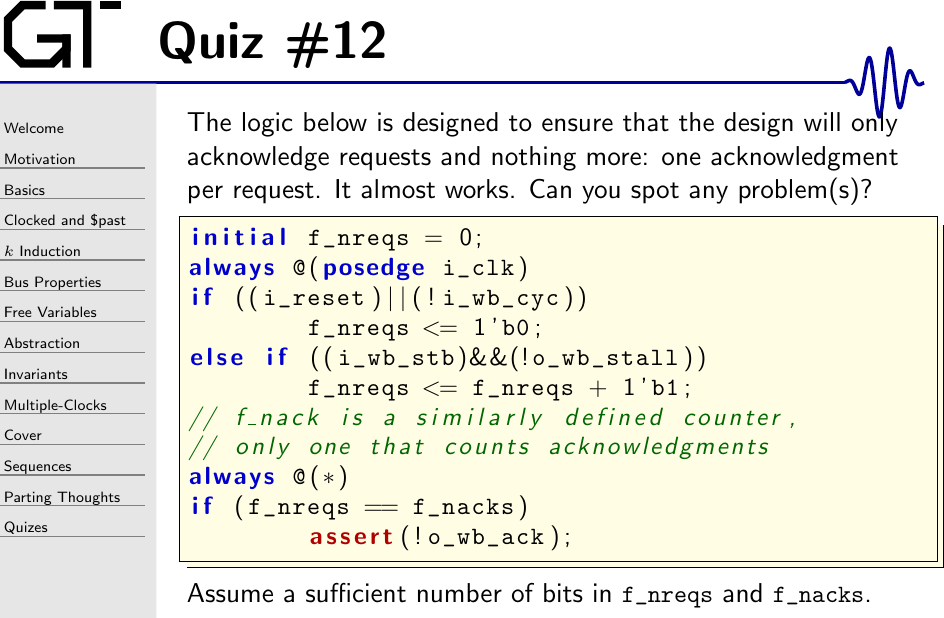 GT
Quiz #12
Welcome
Motivation
Basics
Clocked and $past
k Induction
Bus Properties
Free Variables
Abstraction
Invariants
Multiple-Clocks
Cover
Sequences
Parting Thoughts
Quizes
The logic below is designed to ensure that the design will only
acknowledge requests and nothing more: one acknowledgment
per request. It almost works. Can you spot any problem(s)?
initial f_nreqs = 0;
always @(posedge i_clk)
if ((i_reset)||(!i_wb_cyc))
f_nreqs <= 1'b0;
else if ((i_wb_stb)&&(!o_wb_stall))
f_nreqs <= f_nreqs + 1'b1;
// f_nack is a similarly defined counter,
// only one that counts acknowledgments
always @(*)
if (f_nreqs == f_nacks)
assert(!o_wb_ack);
Assume a sufficient number of bits in f_nreqs and f_nacks.